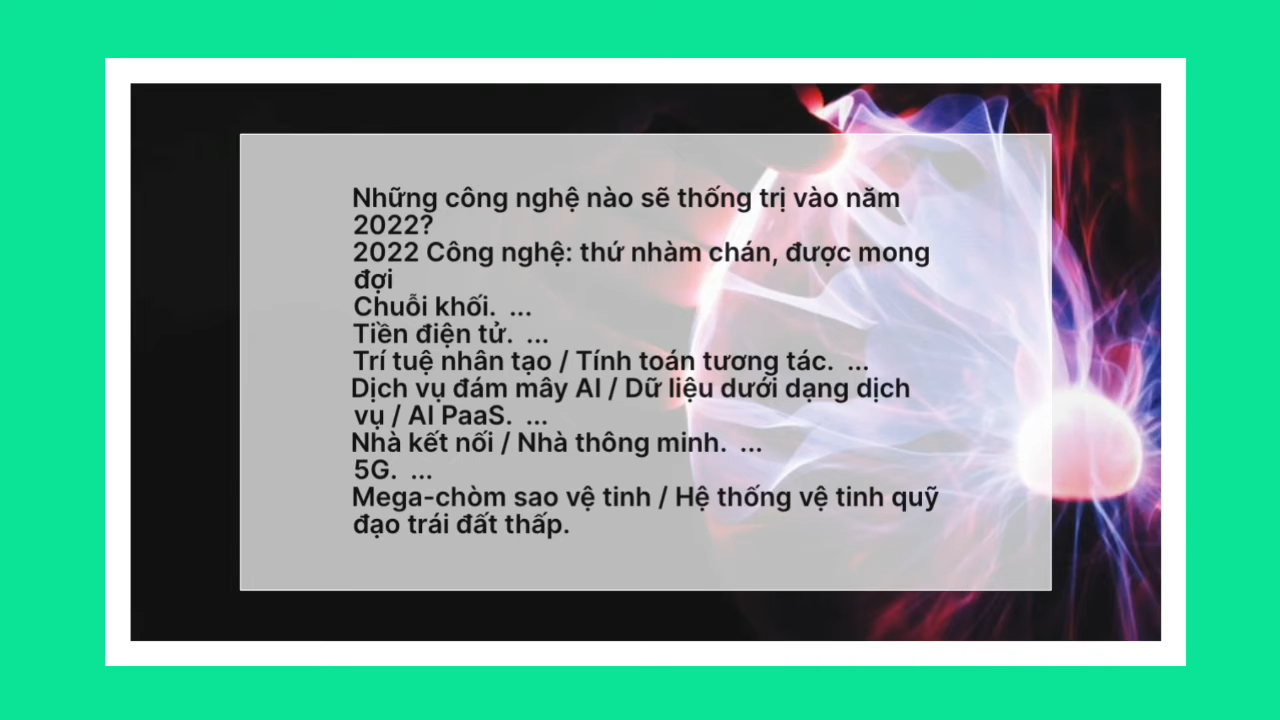 Những công nghệ nào sẽ thống trị vào năm
2022?
2022 Công nghệ: thứ nhàm chán, được mong
đợi
Chuỗi khối. ...
Tiền điện tử. ...
Trí tuệ nhân tạo / Tính toán tương tác. ...
Dịch vụ đám mây AI / Dữ liệu dưới dạng dịch
vụ / AI PaaS. ...
Nhà kết nối / Nhà thông minh. ...
5G. ...
Mega-chòm sao vệ tinh / Hệ thống vệ tinh quỹ
đạo trái đất thấp.